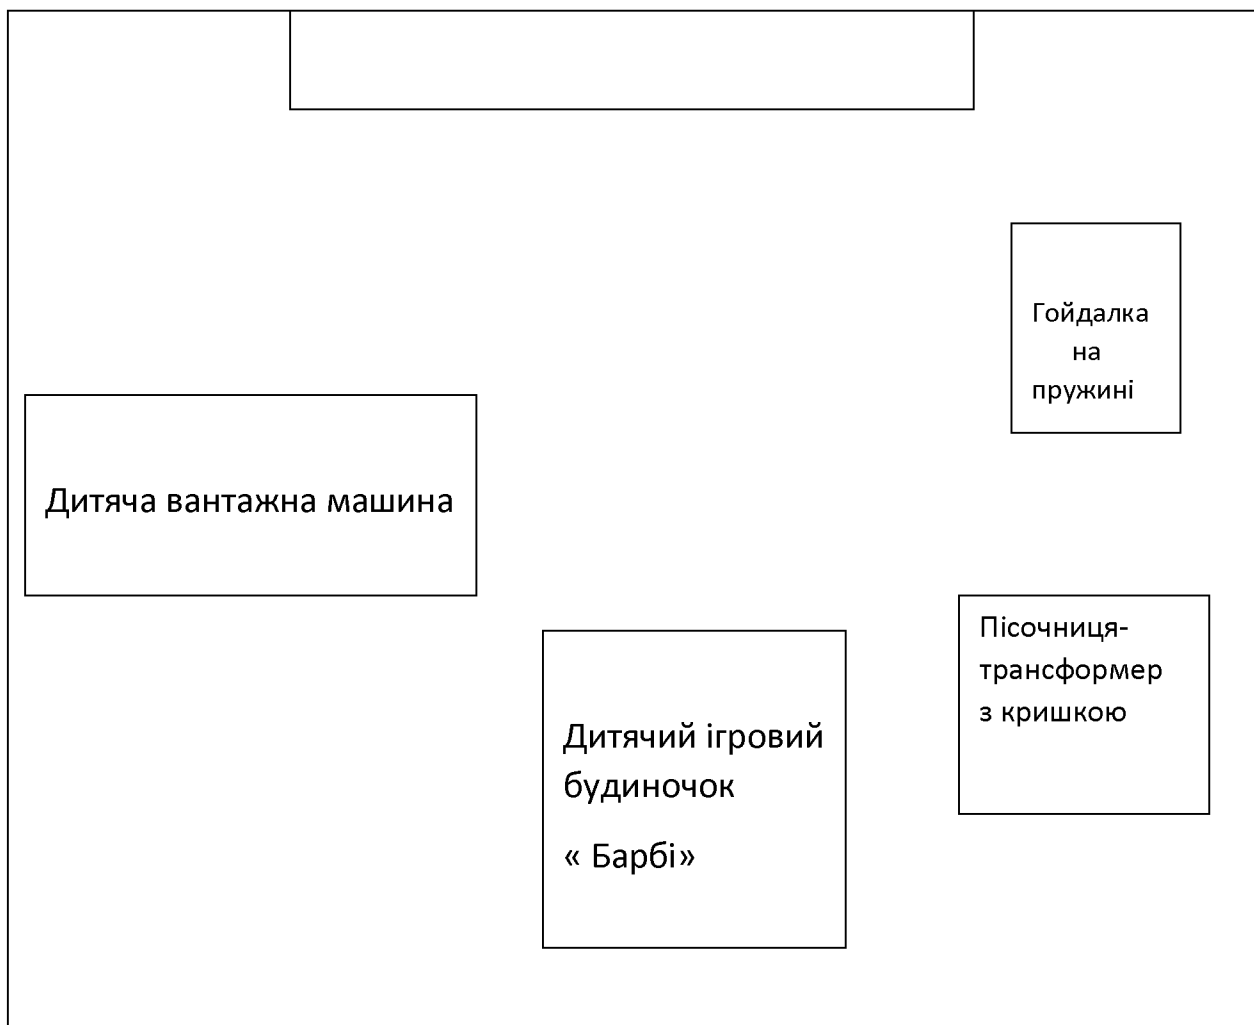 Гойдалка
на
пружині
Дитяча вантажна машина
Пісочниця-
трансформер
з кришкою
Дитячий ігровий
будиночок
« Барбі»